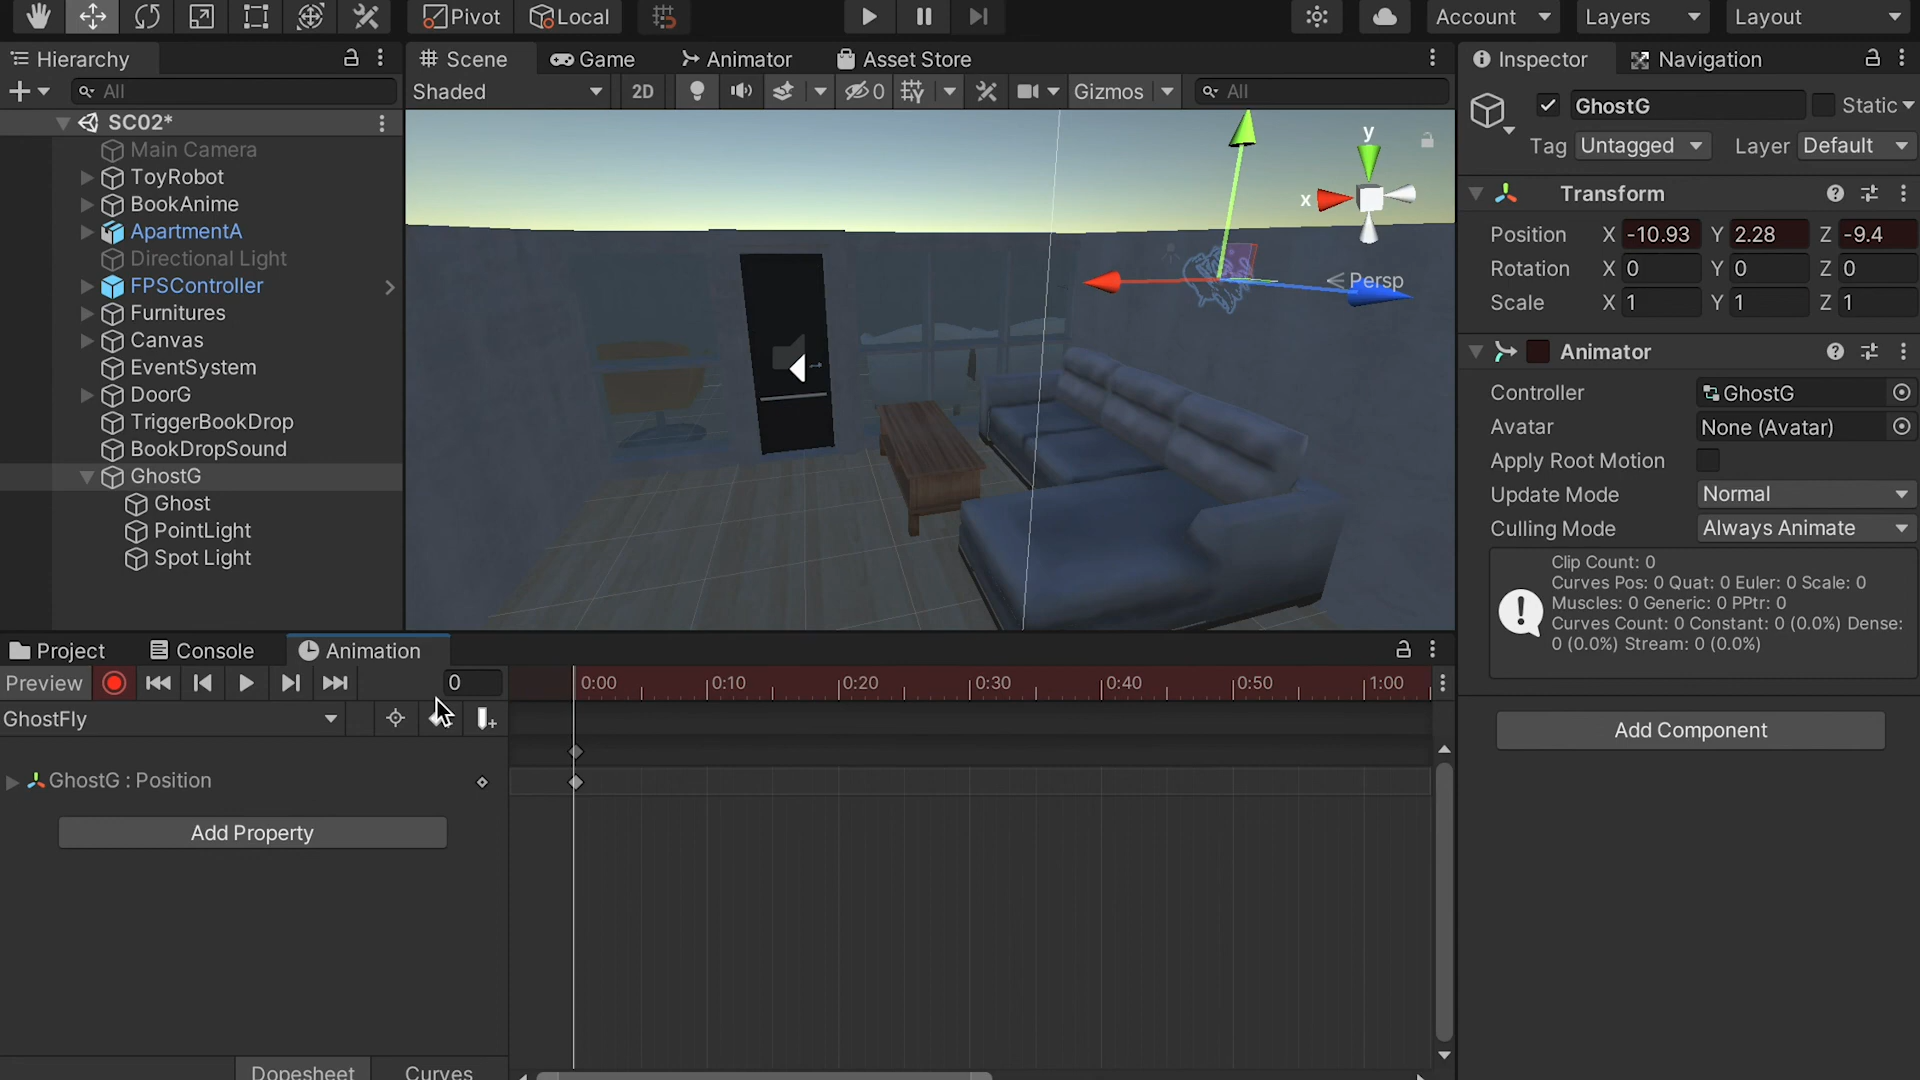 Pivot Local Account Layers Layout
Hierarchy Scene Game Animator Asset Store Inspector Navigation
All Shaded 2D 0 Gizmos All
GhostG Static
Tag Untagged Layer Default
SC02*
Main Camera
ToyRobot
BookAnime
ApartmentA
Directional Light
FPSController
Furnitures
Canvas
EventSystem
DoorG
TriggerBookDrop
BookDropSound
GhostG
Ghost
PointLight
Spot Light
y
x
Persp
Transform
Position X -10.93 Y 2.28 Z -9.4
Rotation X 0 Y 0 Z 0
Scale X 1 Y 1 Z 1
Animator
Controller GhostG
Avatar None (Avatar)
Apply Root Motion
Update Mode Normal
Culling Mode Always Animate
Clip Count: 0
Curves Pos: 0 Quat: 0 Euler: 0 Scale: 0
Muscles: 0 Generic: 0 PPtr: 0
Curves Count: 0 Constant: 0 (0.0%) Dense:
0 (0.0%) Stream: 0 (0.0%)
Add Component
Project Console Animation
Preview 0 0:00 0:10 0:20 0:30 0:40 0:50 1:00
GhostFly
GhostG : Position
Add Property
Dopesheet Curves